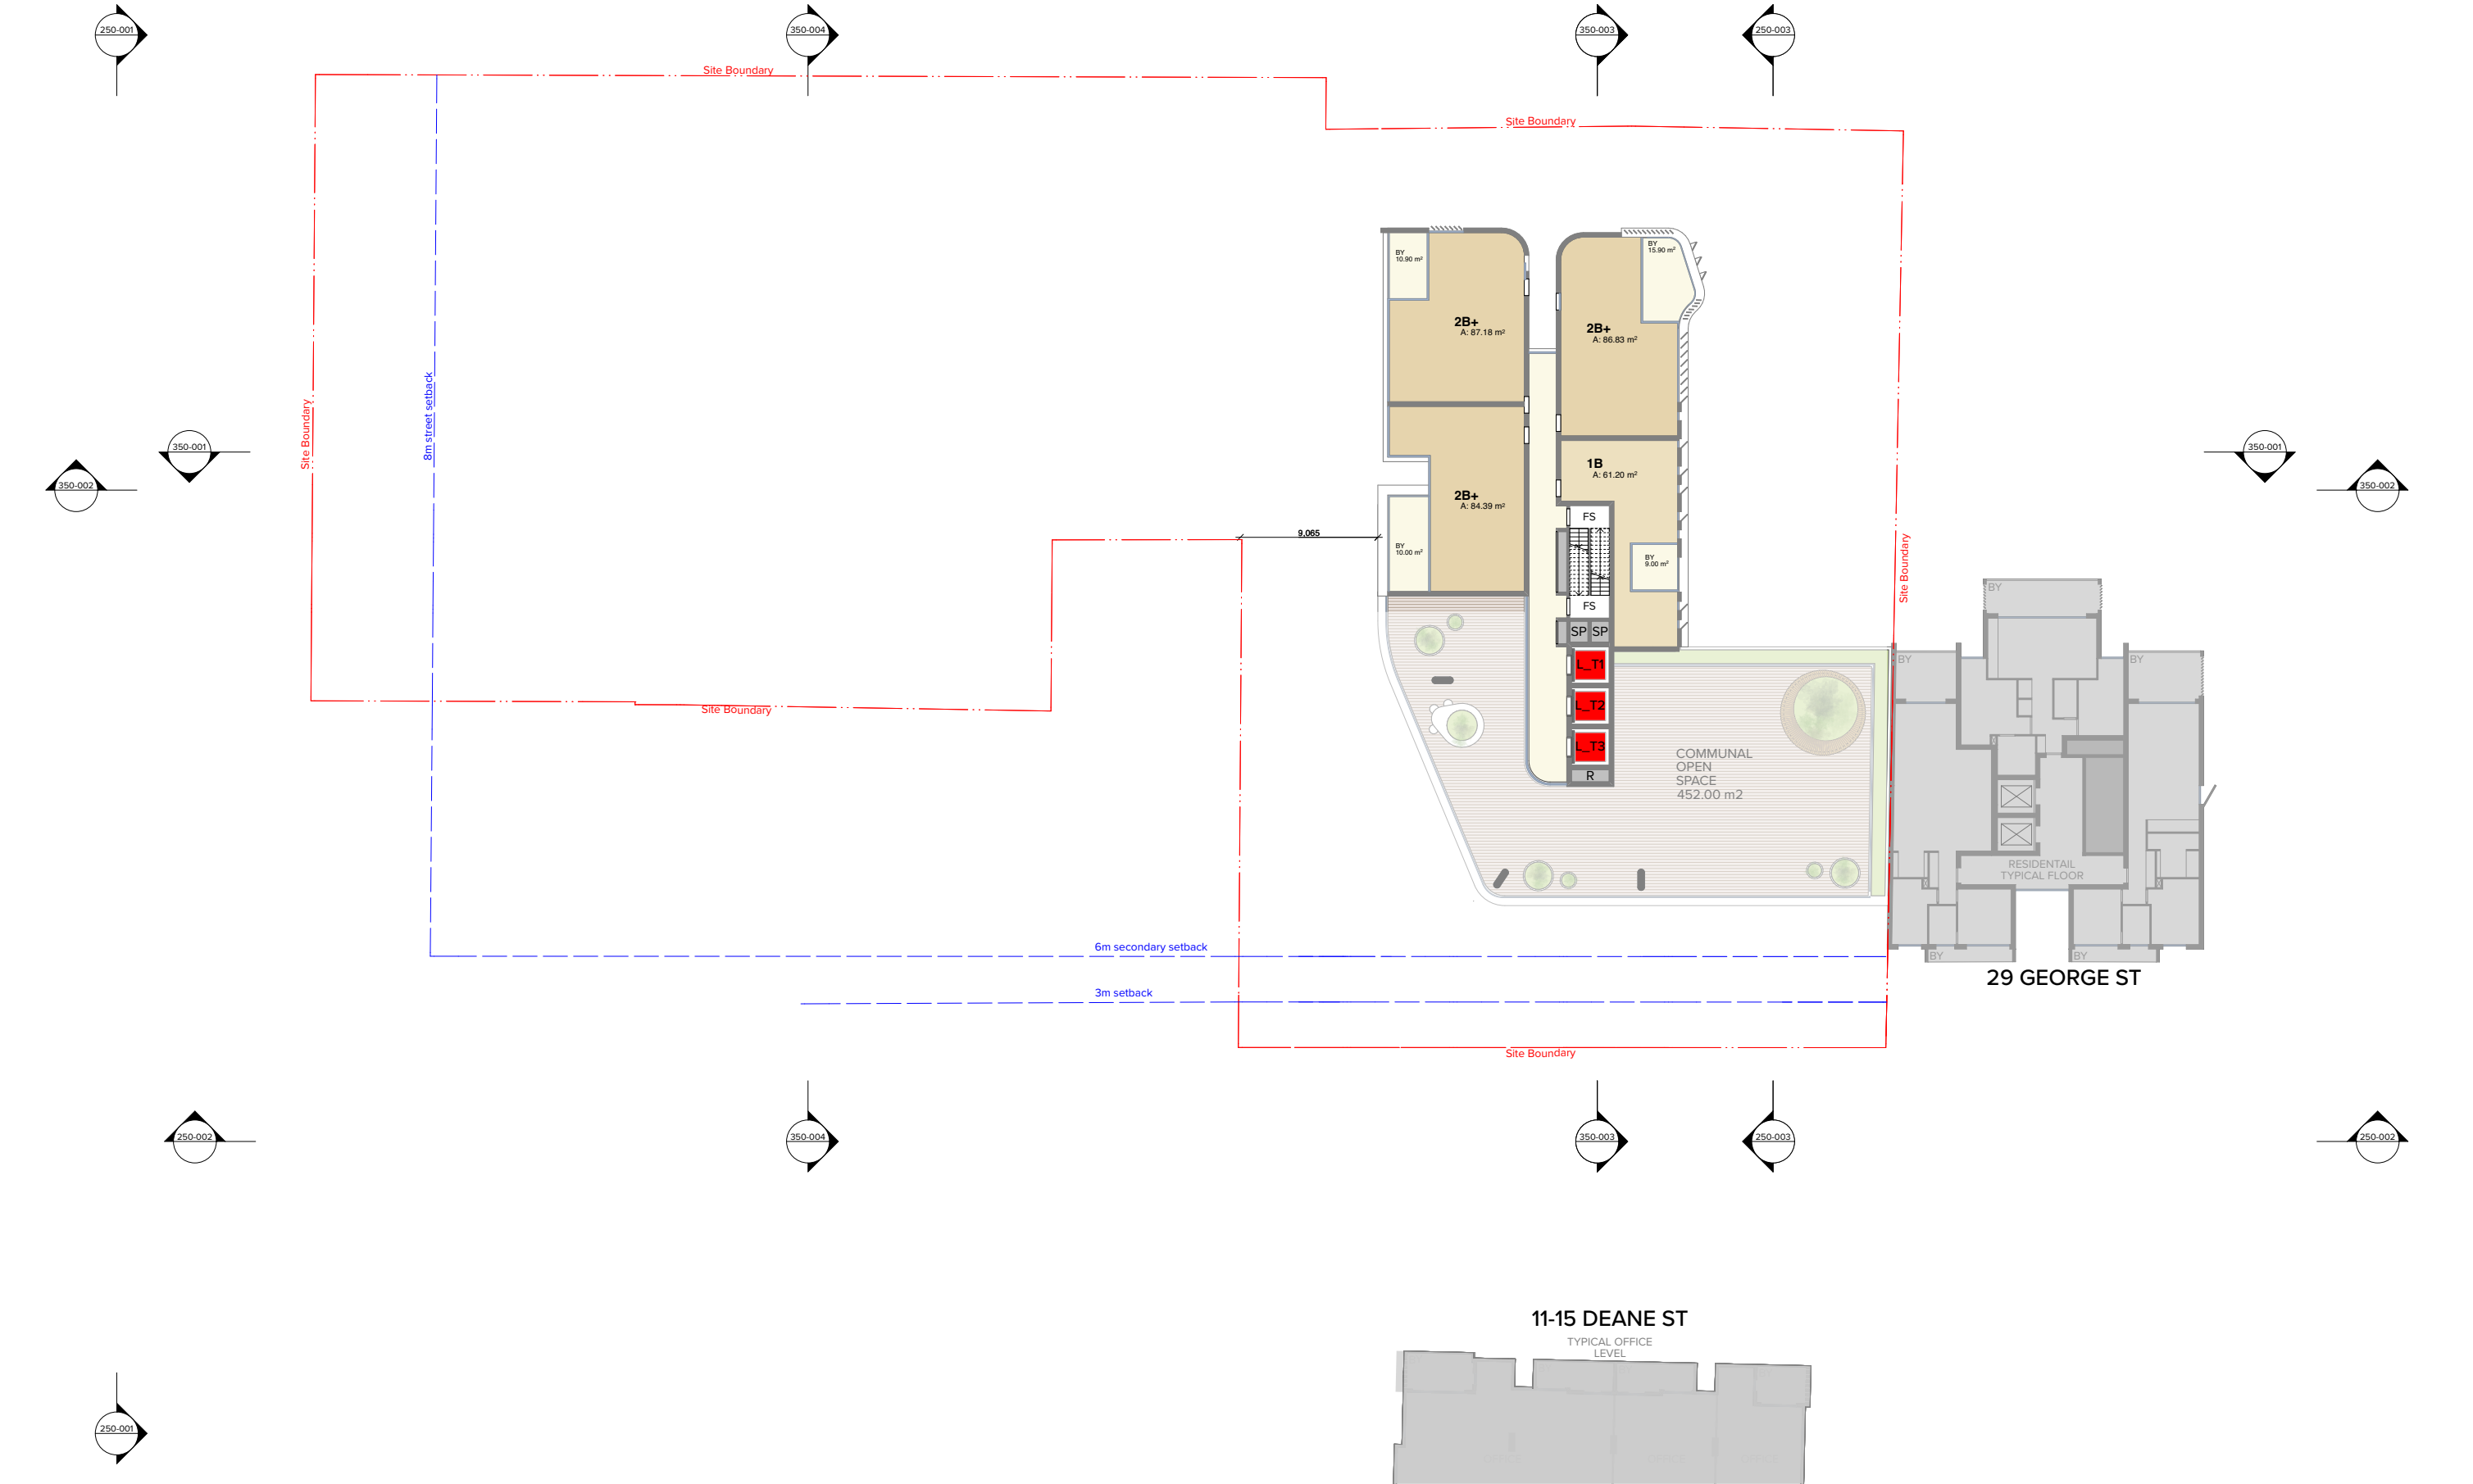 250-001
350-004
350-003
250-003
Site Boundary
Site Boundary
BY
10.90 m²
BY
15.90 m²
2B+
A: 87.18 m²
2B+
A: 86.83 m²
8m street setback
Site Boundary
350-001
350-002
350-001
350-002
1B
A: 61.20 m²
2B+
A: 84.39 m²
FS
9,065
BY
10.00 m²
BY
9.00 m²
Site Boundary
FS
SP
SP
BY
BY
BY
L_T1
L_T2
L_T3
R
Site Boundary
COMMUNAL
OPEN
SPACE
452.00 m2
RESIDENTAIL
TYPICAL FLOOR
BY
BY
29 GEORGE ST
6m secondary setback
3m setback
Site Boundary
250-002
350-004
350-003
250-003
250-002
11-15 DEANE ST
TYPICAL OFFICE
LEVEL
250-001